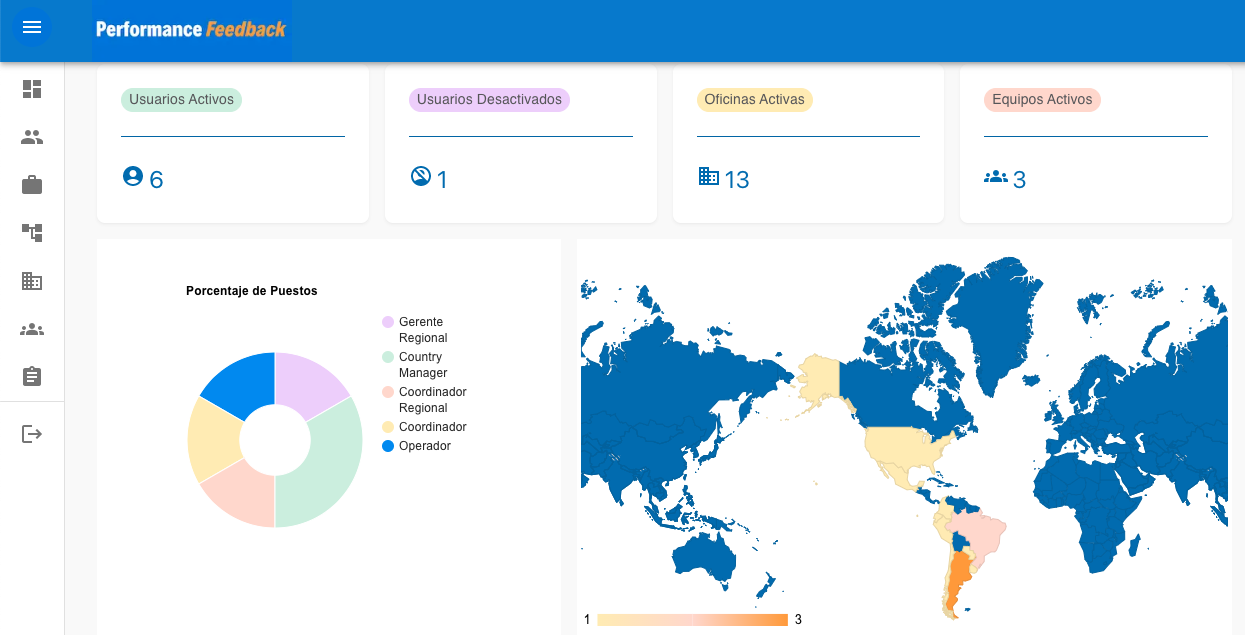 Performance Feedback
Usuarios Activos
6
Usuarios Desactivados
1
Oficinas Activas
13
Equipos Activos
3
Porcentaje de Puestos
Gerente
Regional
Country
Manager
Coordinador
Regional
Coordinador
Operador
1
3